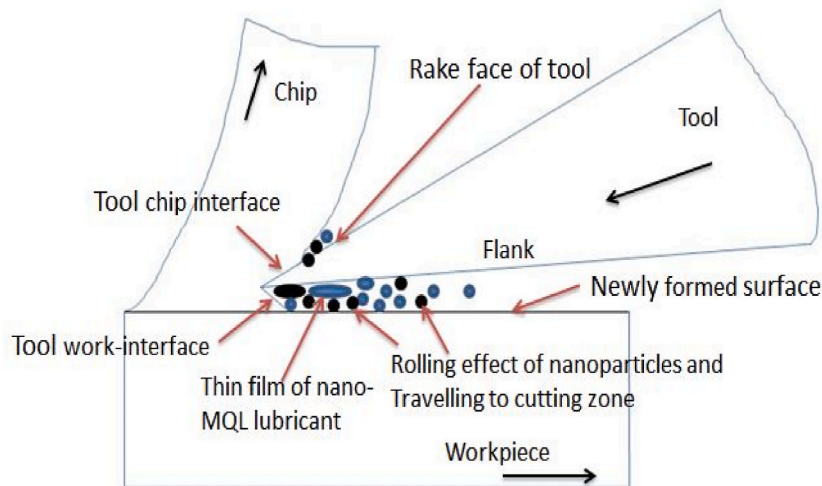 Rake face of tool
Chip
Tool
Tool chip interface
Flank
Newly formed surface
Tool work-interface
Rolling effect of nanoparticles and
Travelling to cutting zone
Thin film of nano-
MQL lubricant
Workpiece